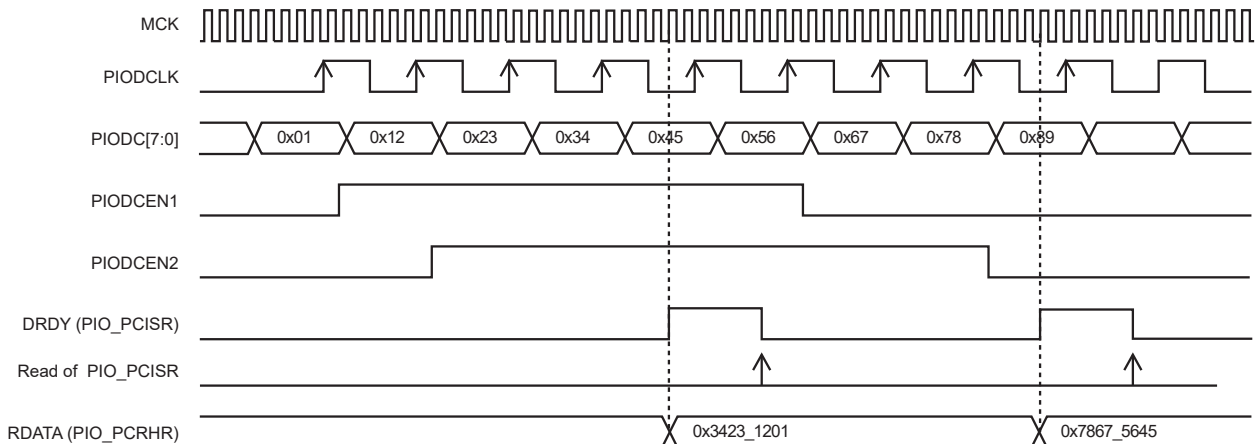 MCK
PIODCLK
PIODC[7:0] 0x01 0x12 0x23 0x34 0x45 0x56 0x67 0x78 0x89
PIODCEN1
PIODCEN2
DRDY (PIO_PCISR)
Read of PIO_PCISR
RDATA (PIO_PCRHR) 0x3423_1201 0x7867_5645